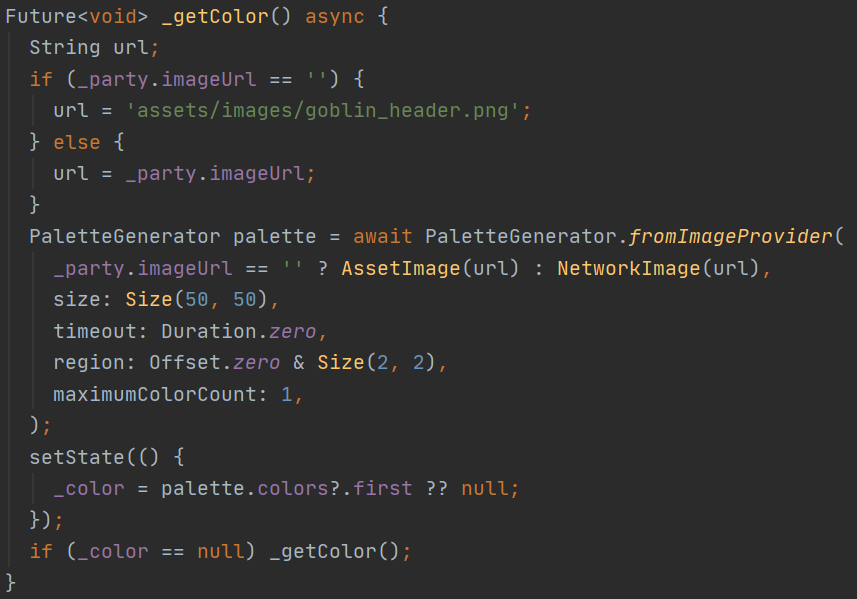 Future<void> _getColor() async {
  String url;
  if (_party.imageUrl == '') {
    url = 'assets/images/goblin_header.png';
  } else {
    url = _party.imageUrl;
  }
  PaletteGenerator palette = await PaletteGenerator.fromImageProvider(
    _party.imageUrl == '' ? AssetImage(url) : NetworkImage(url),
    size: Size(50, 50),
    timeout: Duration.zero,
    region: Offset.zero & Size(2, 2),
    maximumColorCount: 1,
  );
  setState(() {
    _color = palette.colors?.first ?? null;
  });
  if (_color == null) _getColor();
}